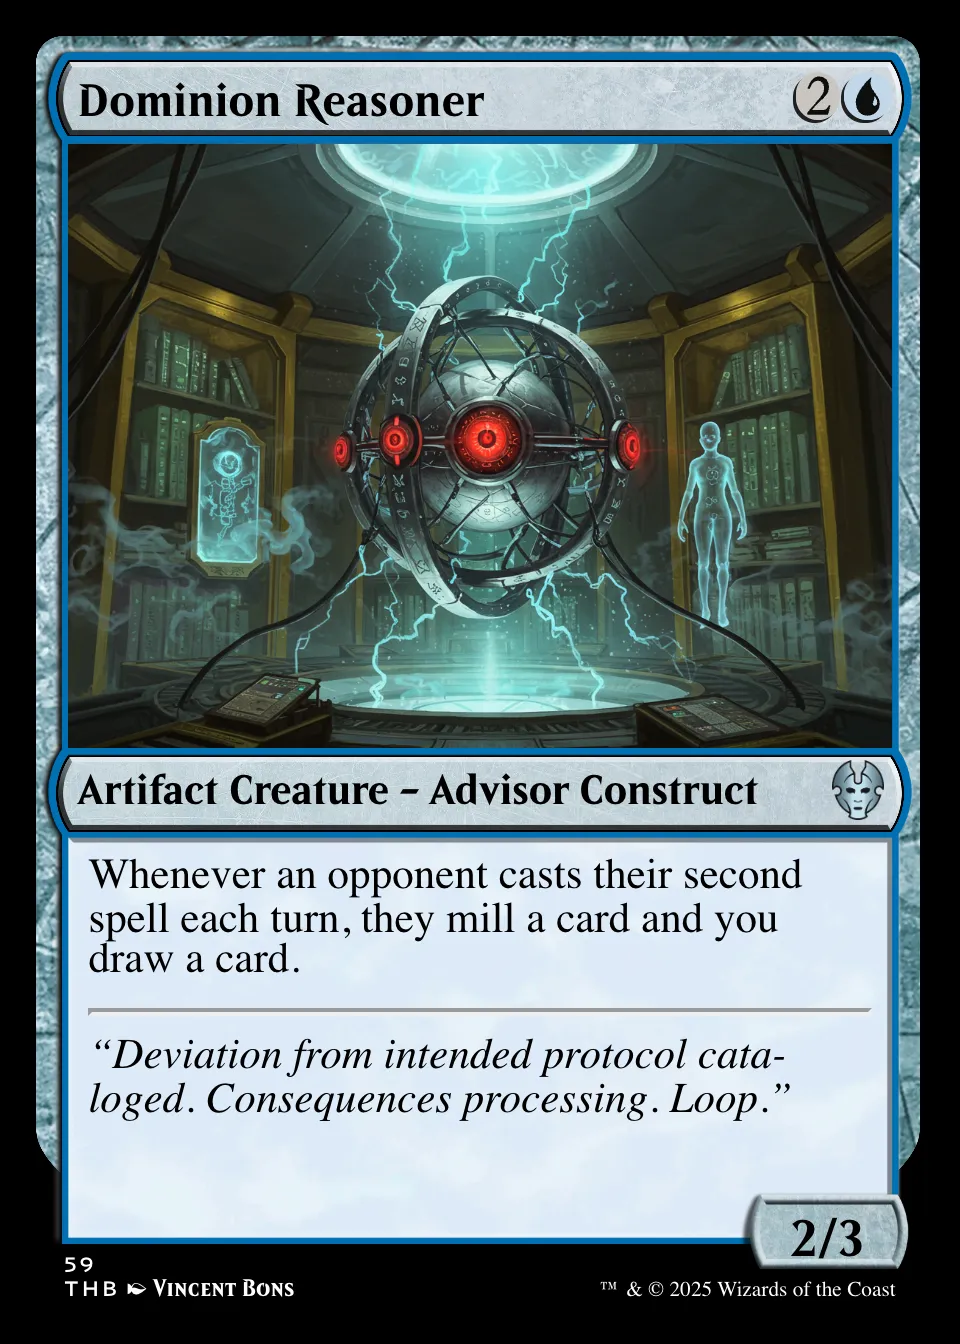 Dominion Reasoner 2
Artifact Creature – Advisor Construct
Whenever an opponent casts their second
spell each turn, they mill a card and you
draw a card.
“Deviation from intended protocol cata-
loged. Consequences processing. Loop.”
2/3
59
THB VINCENT BONS
™ & © 2025 Wizards of the Coast